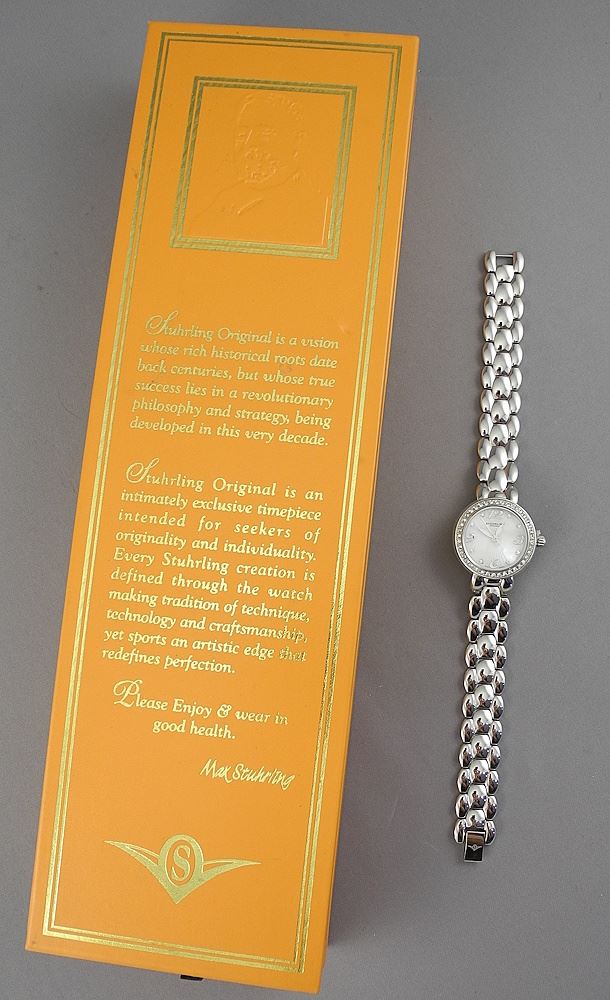 Stuhrling Original is a vision
whose rich historical roots date
back centuries, but whose true
success lies in a revolutionary
philosophy and strategy, being
developed in this very decade.
Stuhrling Original is an
intimately exclusive timepiece
intended for seekers of
originality and individuality.
Every Stuhrling creation is
defined through the watch
making tradition of technique,
technology and craftsmanship,
yet sports an artistic edge that
redefines perfection.
Please Enjoy & wear in
good health.
Max Stuhrling
S